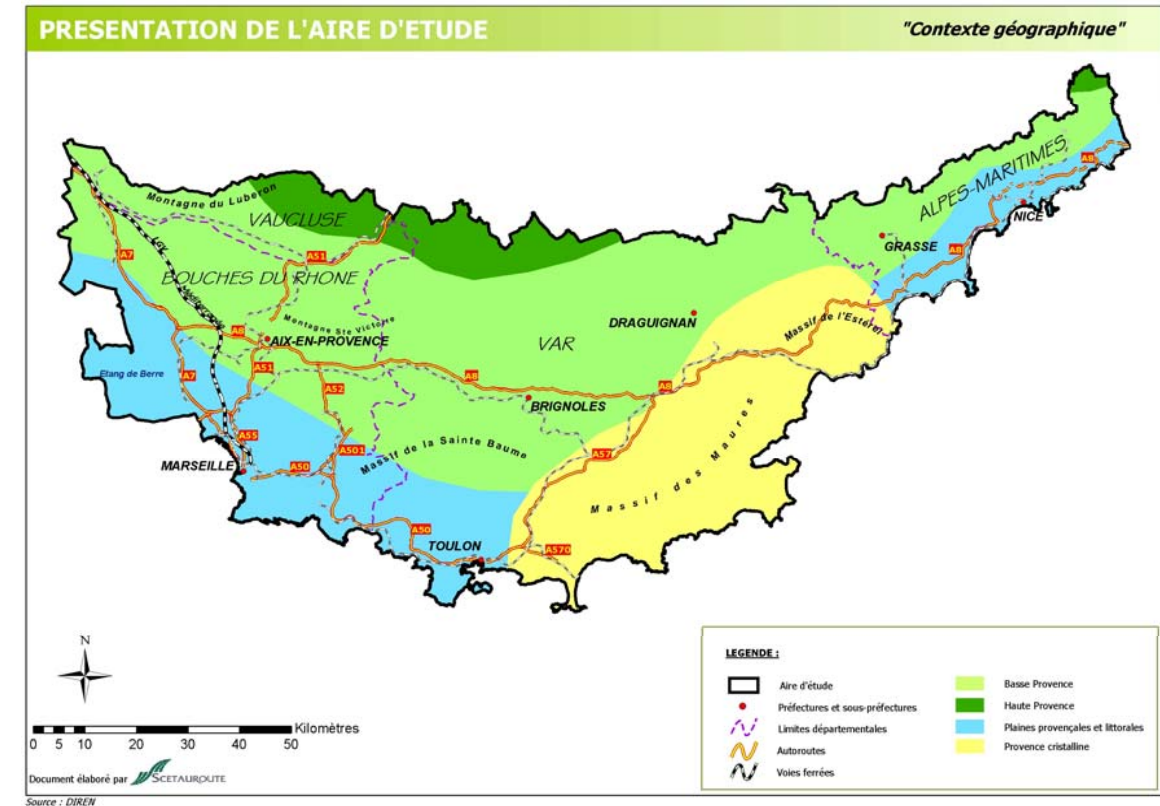 PRESENTATION DE L'AIRE D'ETUDE
"Contexte géographique"
Montagne du Luberon
VAUCLUSE
ALPES-MARITIMES
A8
NICE
GRASSE
A7
LGV
A51
A8
BOUCHES DU RHONE
Méditerranée
Montagne Ste Victoire
DRAGUIGNAN
Massif de l'Estérel
A8
AIX-EN-PROVENCE
VAR
Etang de Berre
A7
A51
A52
A8
A8
BRIGNOLES
A55
A501
Massif de la Sainte Baume
A57
Massif des Maures
MARSEILLE
A50
A50
TOULON
A570
N
Kilomètres
0 5 10 20 30 40 50
Document élaboré par SCETAUROUTE
Source : DIREN
LEGENDE :
Aire d'étude
Préfectures et sous-préfectures
Limites départementales
Autoroutes
Voies ferrées
Basse Provence
Haute Provence
Plaines provençales et littorales
Provence cristalline